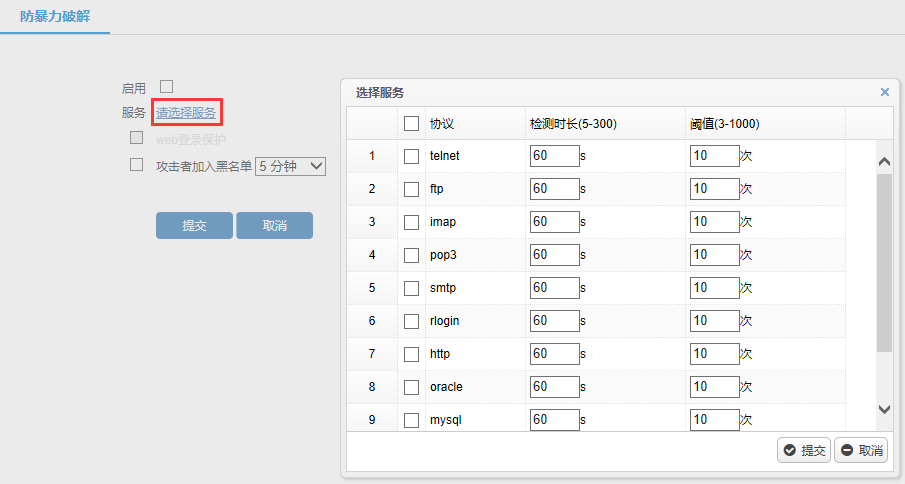 防暴力破解
启用
服务 请选择服务
web登录保护
攻击者加入黑名单 5 分钟
提交 取消
选择服务
协议 检测时长(5-300) 阈值(3-1000)
1 telnet 60 s 10 次
2 ftp 60 s 10 次
3 imap 60 s 10 次
4 pop3 60 s 10 次
5 smtp 60 s 10 次
6 rlogin 60 s 10 次
7 http 60 s 10 次
8 oracle 60 s 10 次
9 mysql 60 s 10 次
提交 取消